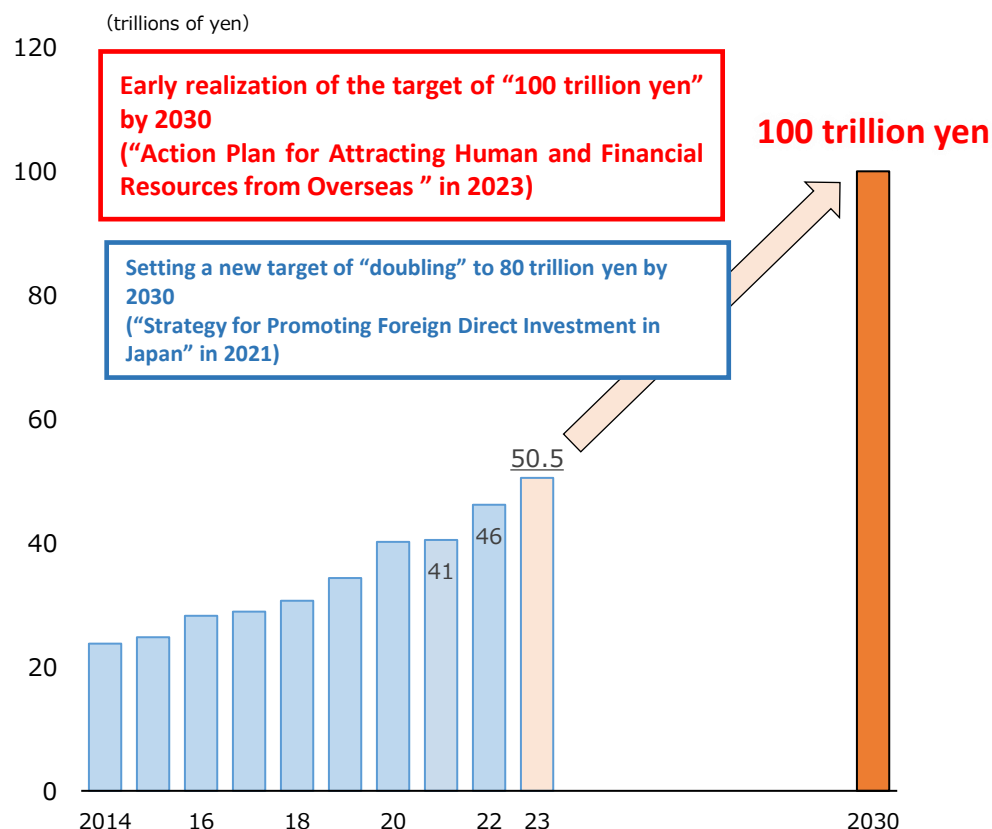 (trillions of yen)
120
Early realization of the target of “100 trillion yen”
by 2030
(“Action Plan for Attracting Human and Financial
Resources from Overseas ” in 2023)
100 trillion yen
100
Setting a new target of “doubling” to 80 trillion yen by
2030
(“Strategy for Promoting Foreign Direct Investment in
Japan” in 2021)
80
60
50.5
46
41
40
20
0
2014 16 18 20 22 23 2030